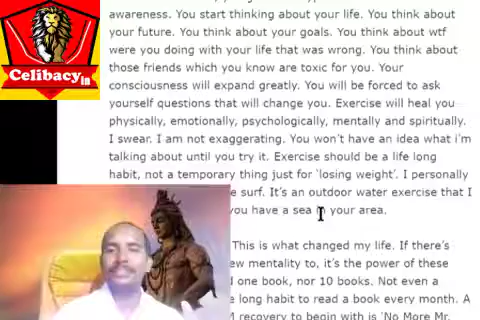 awareness. You start thinking about your life. You think about
your future. You think about your goals. You think about wtf
were you doing with your life that was wrong. You think about
those friends which you know are toxic for you. Your
consciousness will expand greatly. You will be forced to ask
yourself questions that will change you. Exercise will heal you
physically, emotionally, psychologically, mentally and spiritually.
I swear. I am not exaggerating. You won't have an idea what i'm
talking about until you try it. Exercise should be a life long
habit, not a temporary thing just for 'losing weight'. I personally
surf. It's an outdoor water exercise that I
you have a sea in your area.
This is what changed my life. If there's
mentality to, it's the power of these
one book, nor 10 books. Not even a
long habit to read a book every month. A
recovery to begin with is 'No More Mr.
Celibacy.in